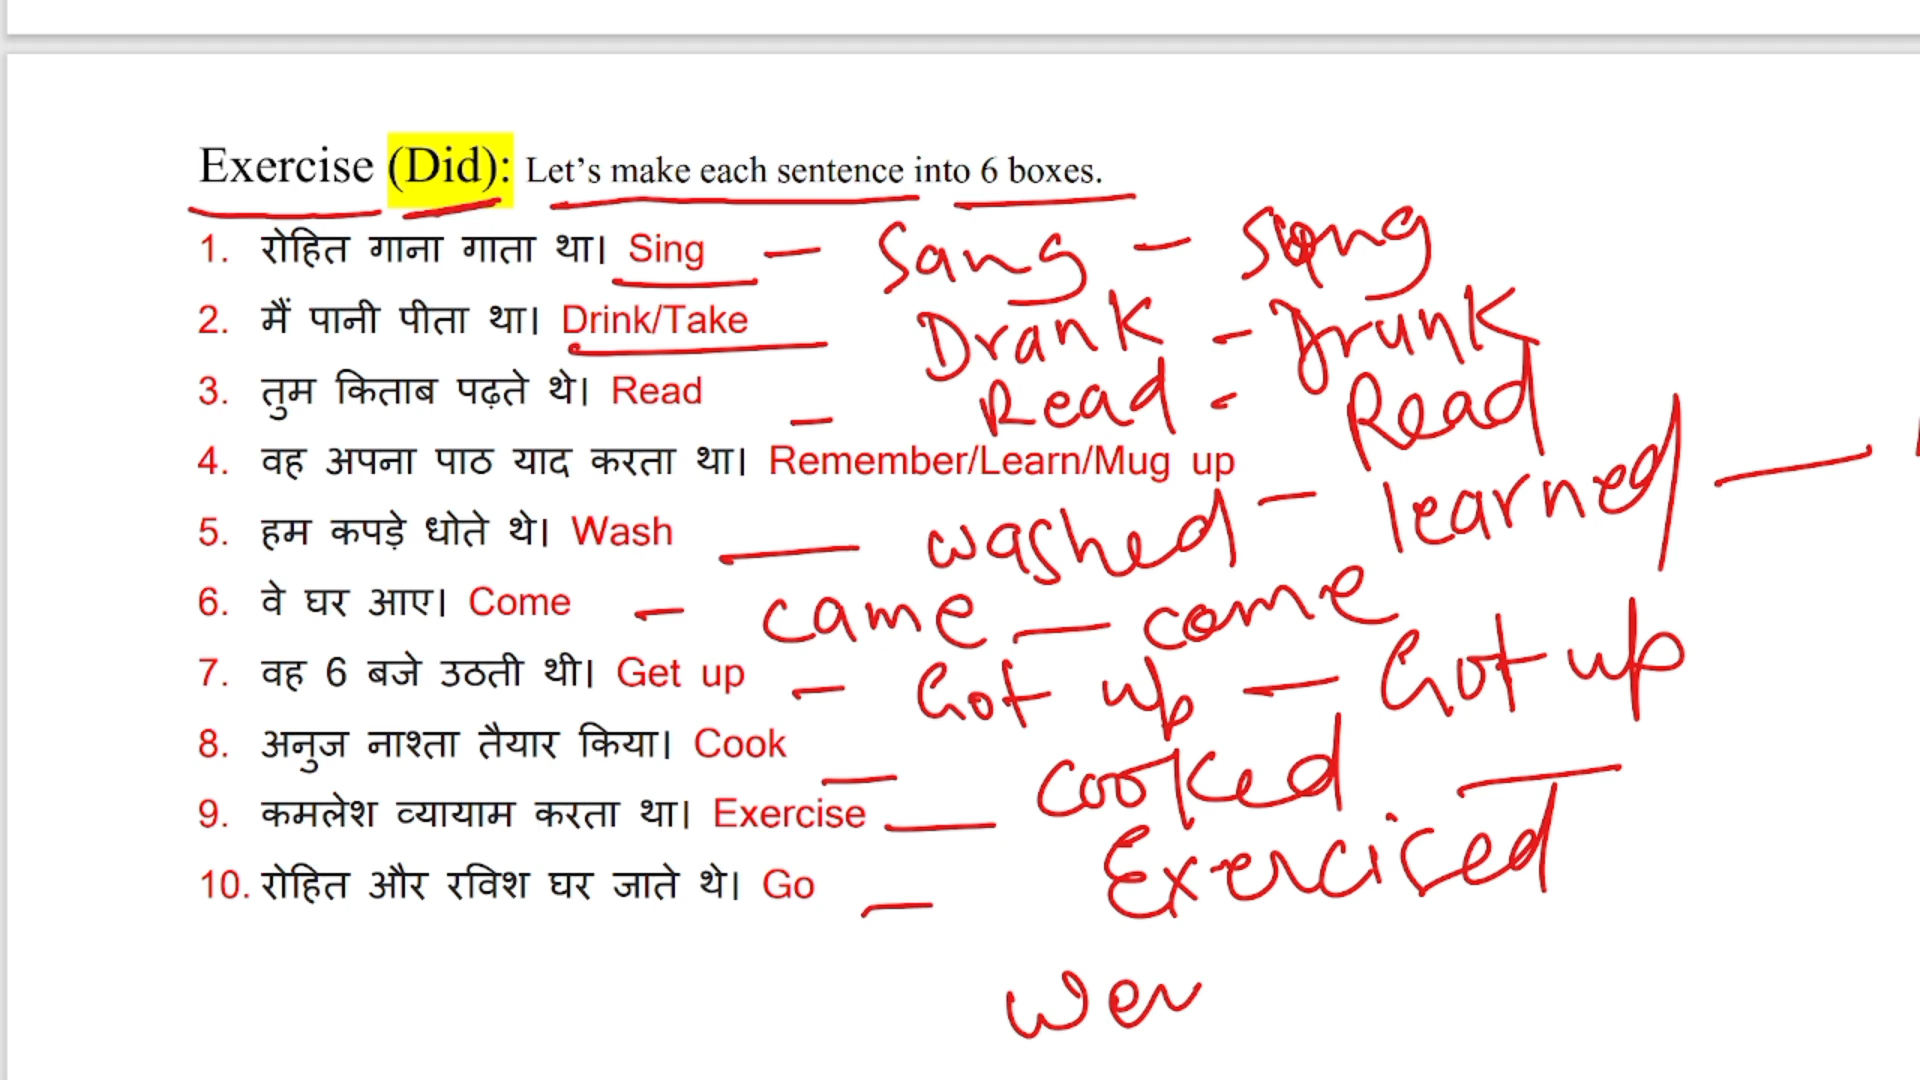 Exercise (Did): Let’s make each sentence into 6 boxes.
1. रोहित गाना गाता था। Sing — Sang — Song
2. मैं पानी पीता था। Drink/Take Drank - Drunk
3. तुम किताब पढ़ते थे। Read — Read - Read
4. वह अपना पाठ याद करता था। Remember/Learn/Mug up — learned —
5. हम कपड़े धोते थे। Wash — washed
6. वे घर आए। Come — came — come
7. वह 6 बजे उठती थी। Get up — Got up — Got up
8. अनुज नाश्ता तैयार किया। Cook — cooked —
9. कमलेश व्यायाम करता था। Exercise — Exercised
10. रोहित और रविश घर जाते थे। Go —